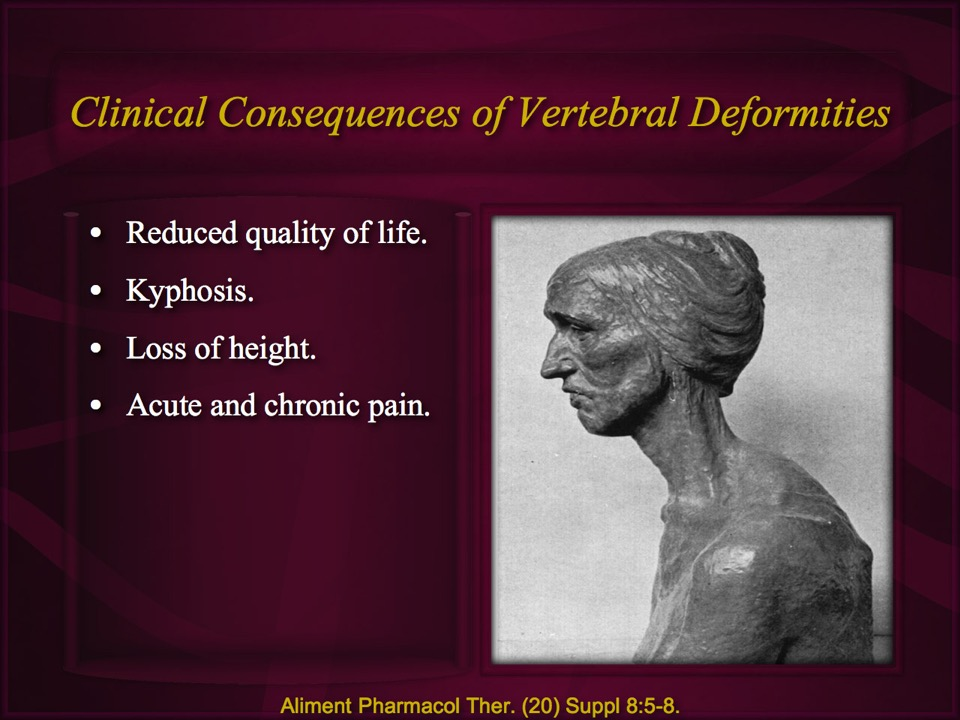 Clinical Consequences of Vertebral Deformities
• Reduced quality of life.
• Kyphosis.
• Loss of height.
• Acute and chronic pain.
Aliment Pharmacol Ther. (20) Suppl 8:5-8.